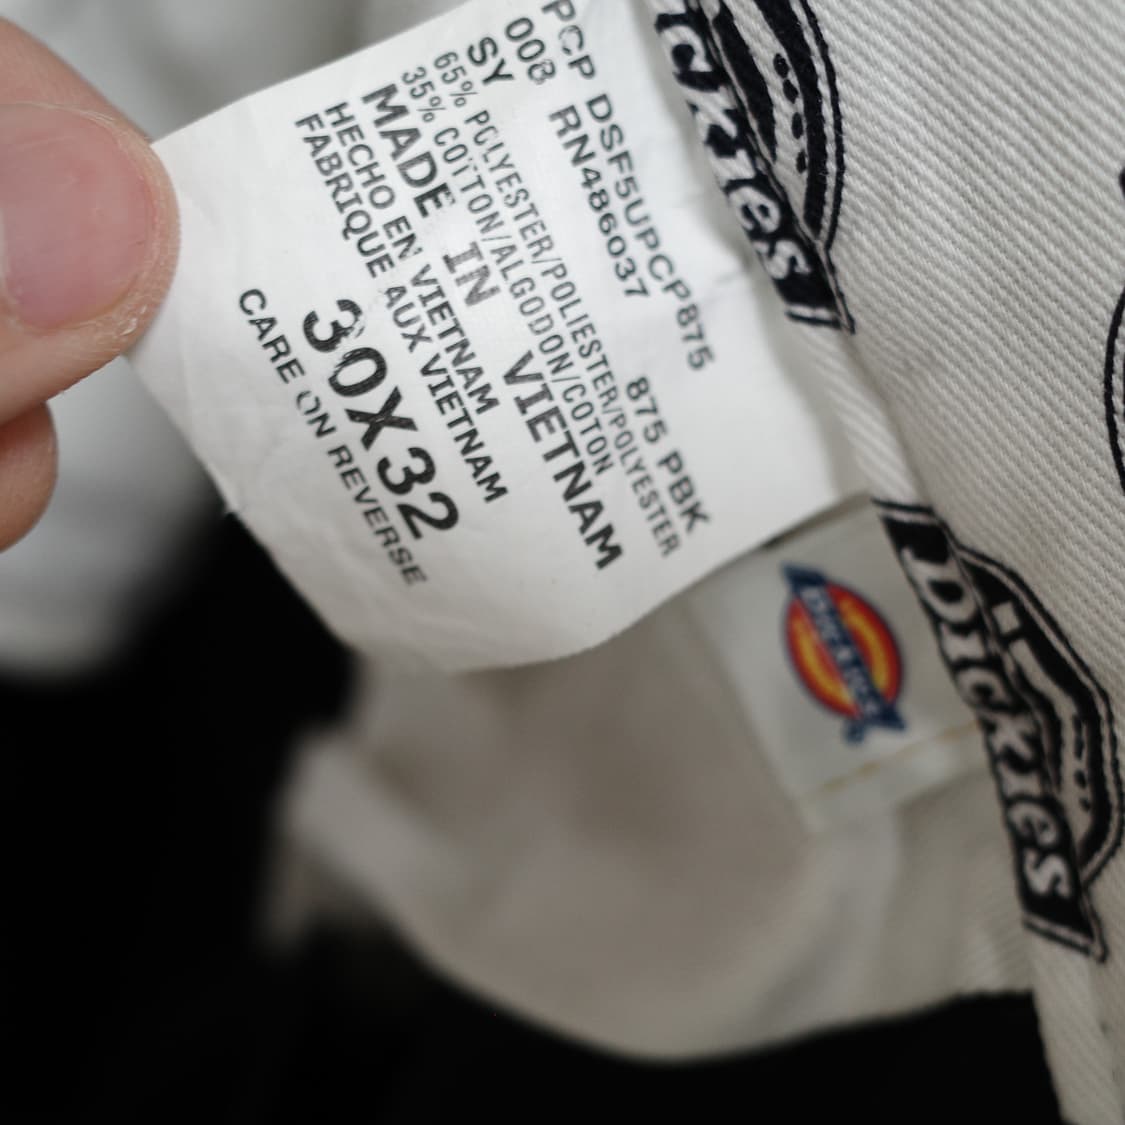 PCP DSF5UPCP875
008 RN486037 875 PBK
SY
65% POLYESTER/POLIESTER/POLYESTER
35% COTTON/ALGODON/COTON
MADE IN VIETNAM
HECHO EN VIETNAM
FABRIQUE AUX VIETNAM
30X32
CARE ON REVERSE
Dickies
DICKIES
Dickies